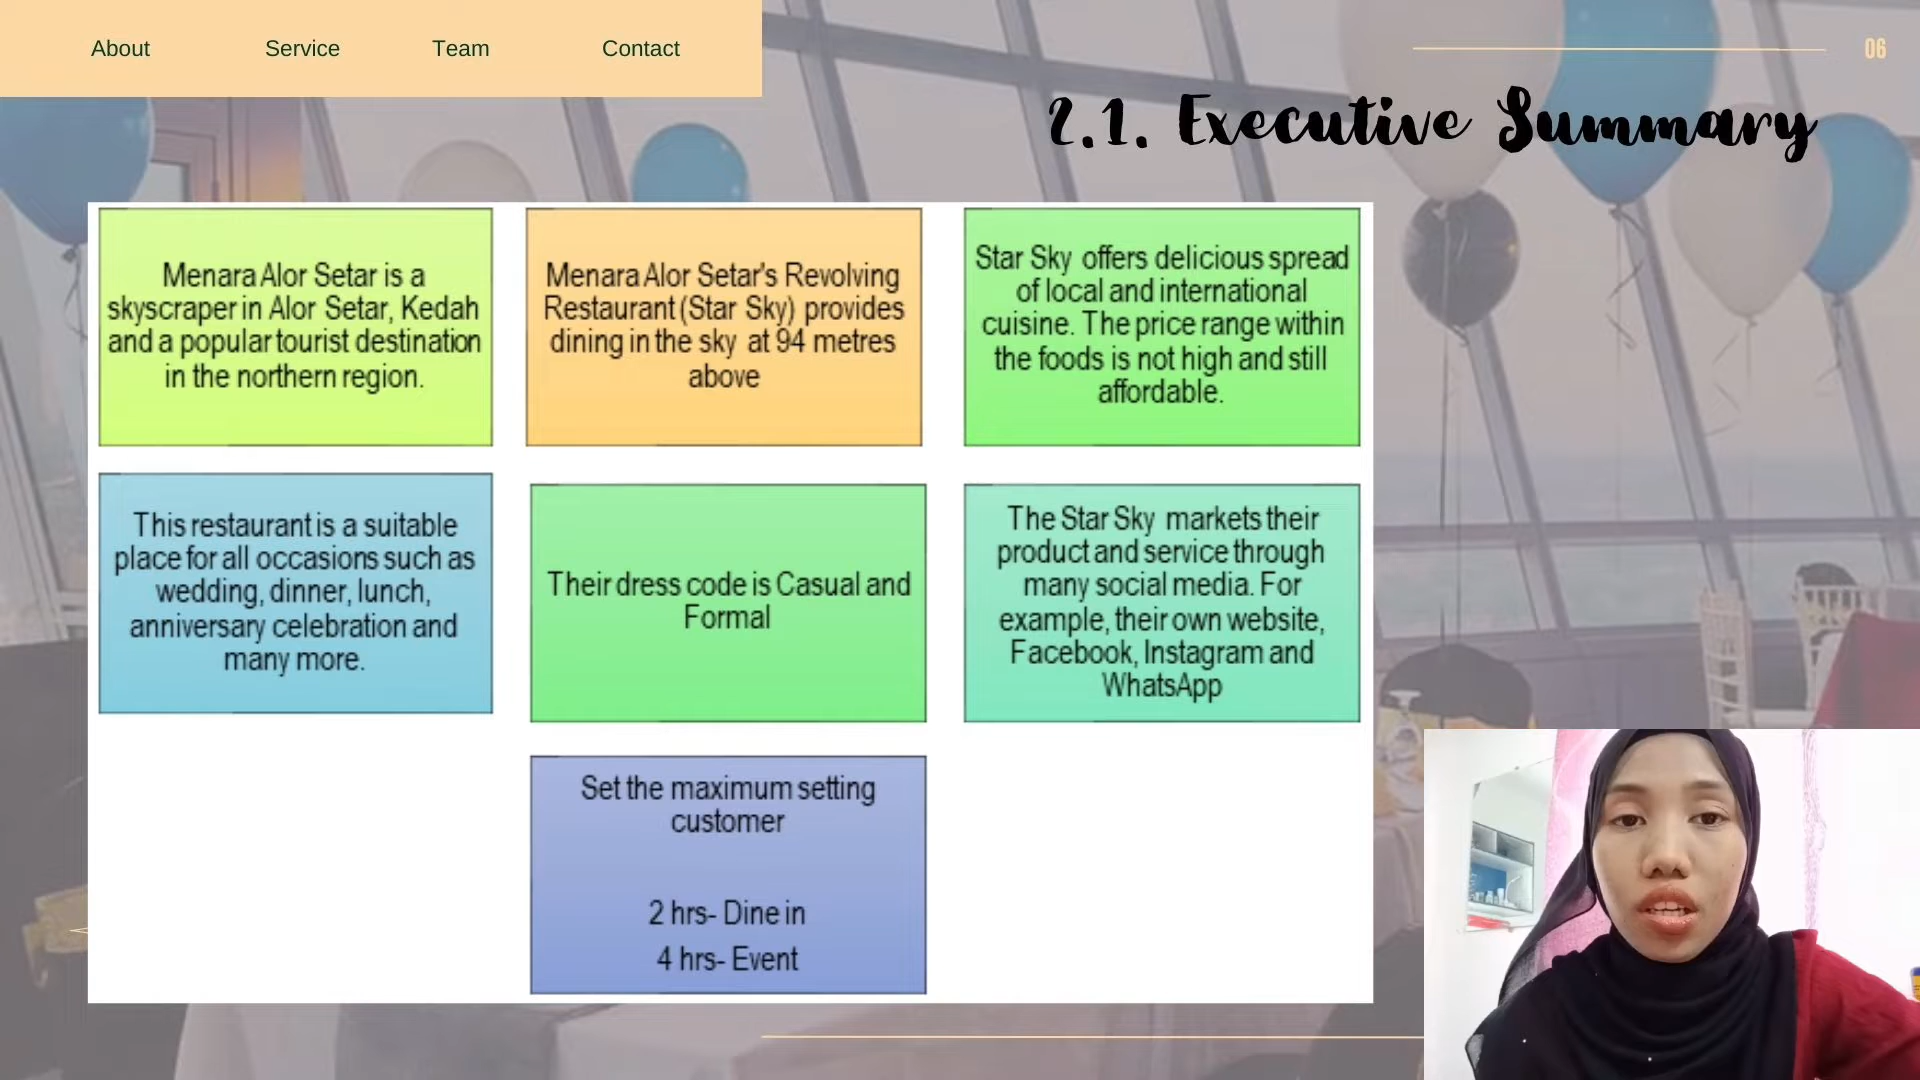 About Service Team Contact
06
2.1. Executive Summary
Menara Alor Setar is a
skyscraper in Alor Setar, Kedah
and a popular tourist destination
in the northern region.
Menara Alor Setar's Revolving
Restaurant (Star Sky) provides
dining in the sky at 94 metres
above
Star Sky offers delicious spread
of local and international
cuisine. The price range within
the foods is not high and still
affordable.
This restaurant is a suitable
place for all occasions such as
wedding, dinner, lunch,
anniversary celebration and
many more.
Their dress code is Casual and
Formal
The Star Sky markets their
product and service through
many social media. For
example, their own website,
Facebook, Instagram and
WhatsApp
Set the maximum setting
customer
2 hrs- Dine in
4 hrs- Event